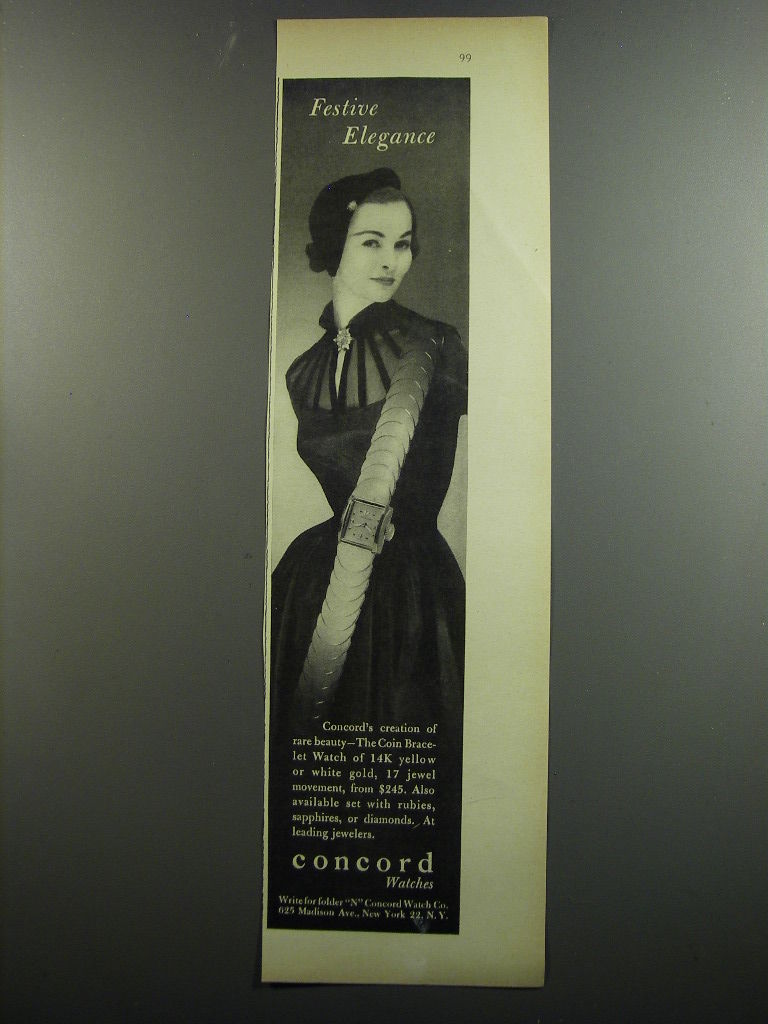 99
Festive
Elegance
Concord's creation of
rare beauty—The Coin Brace-
let Watch of 14K yellow
or white gold, 17 jewel
movement, from $245. Also
available set with rubies,
sapphires, or diamonds. At
leading jewelers.
concord
Watches
Write for folder "N" Concord Watch Co.
625 Madison Ave., New York 22, N. Y.